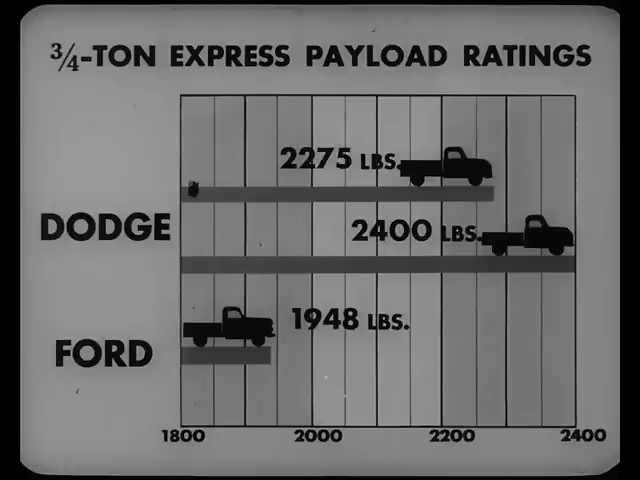 3/4-TON EXPRESS PAYLOAD RATINGS
2275 LBS.
DODGE
2400 LBS.
1948 LBS.
FORD
1800 2000 2200 2400